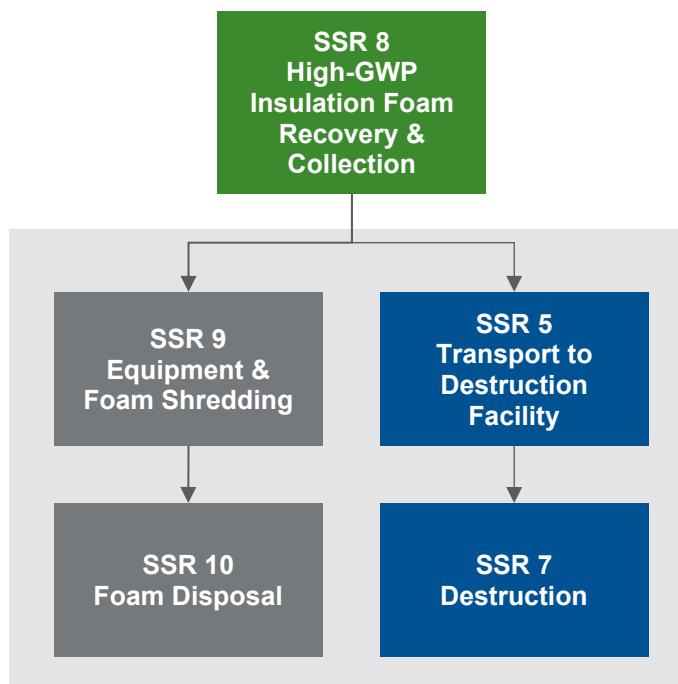 SSR 8
High-GWP
Insulation Foam
Recovery &
Collection
SSR 9
Equipment &
Foam Shredding
SSR 5
Transport to
Destruction
Facility
SSR 10
Foam Disposal
SSR 7
Destruction